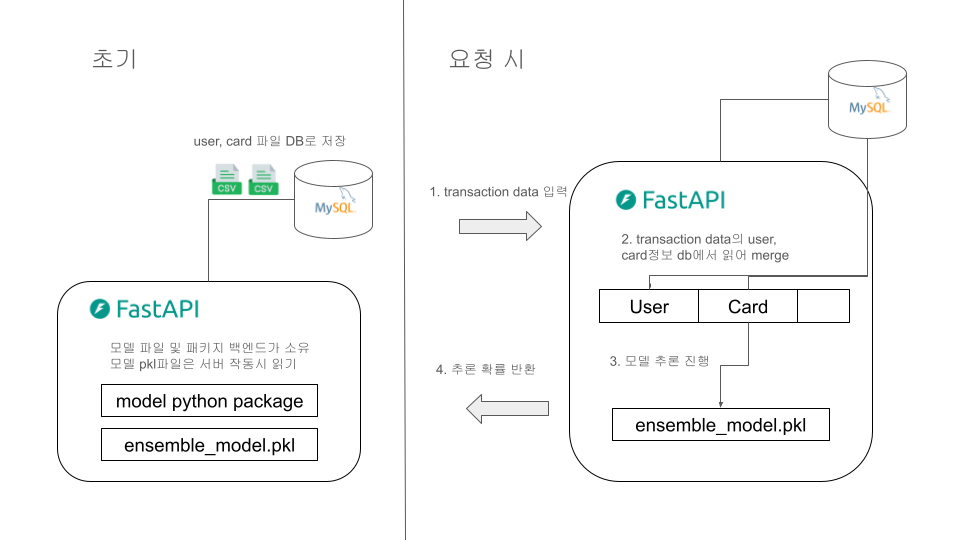 초기
user, card 파일 DB로 저장
CSV
CSV
MySQL
FastAPI
모델 파일 및 패키지 백엔드가 소유
모델 pkl파일은 서버 작동시 읽기
model python package
ensemble_model.pkl
요청 시
MySQL
1. transaction data 입력
FastAPI
2. transaction data의 user,
card정보 db에서 읽어 merge
User
Card
3. 모델 추론 진행
4. 추론 확률 반환
ensemble_model.pkl